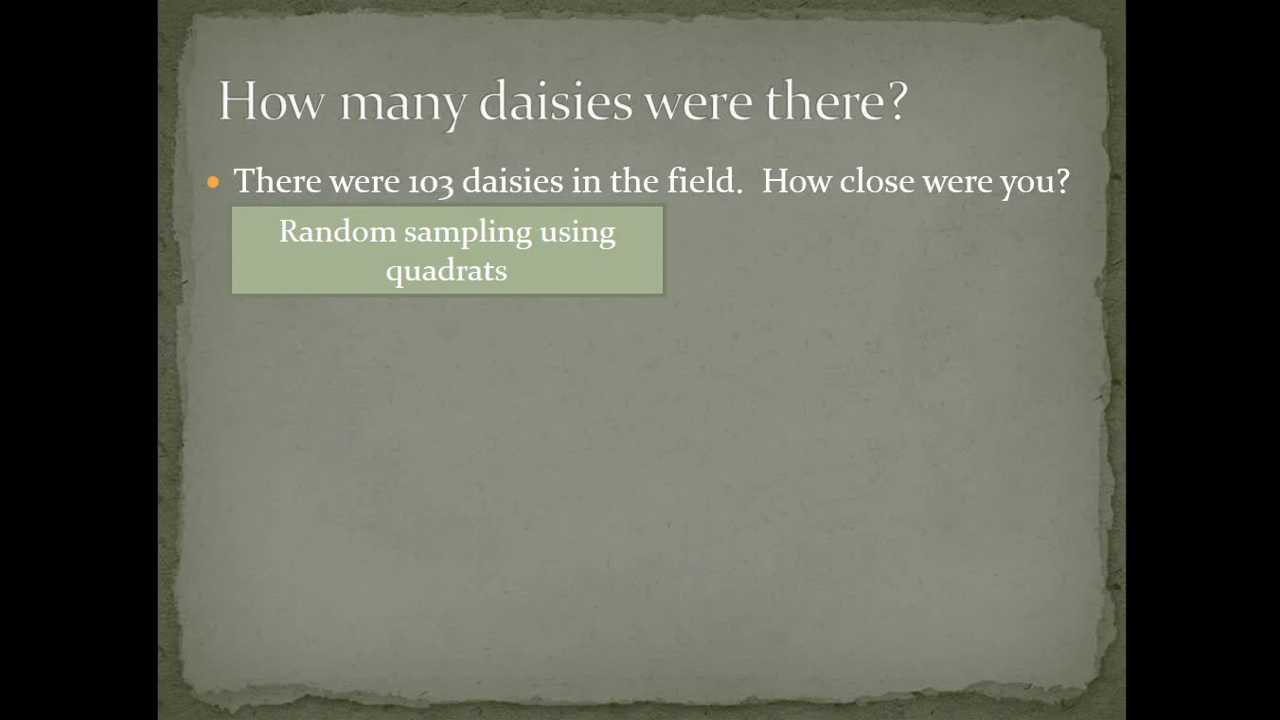 How many daisies were there?
• There were 103 daisies in the field. How close were you?
Random sampling using
quadrats